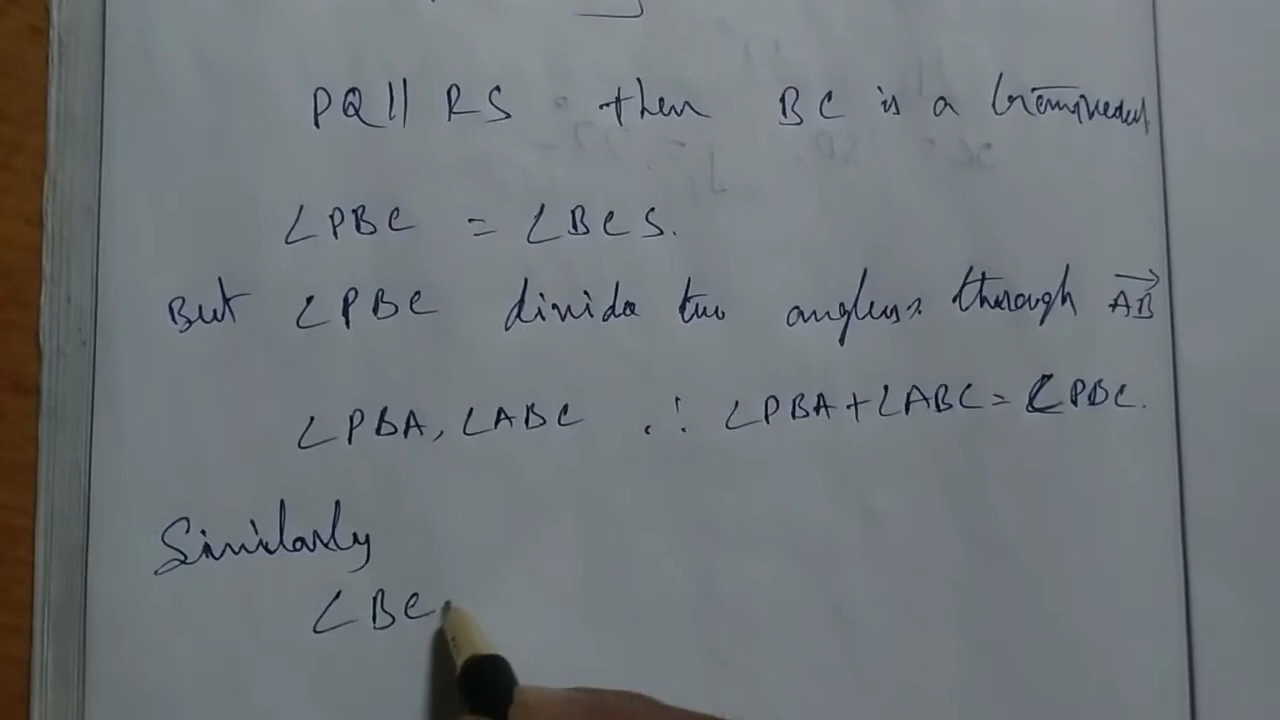 PQ || RS then BC is a transversal
∠PBC = ∠BCS.
But ∠PBC divide two angles through \overrightarrow{AB}
∠PBA, ∠ABC ∴ ∠PBA + ∠ABC = ∠PBC.
Similarly
∠BC